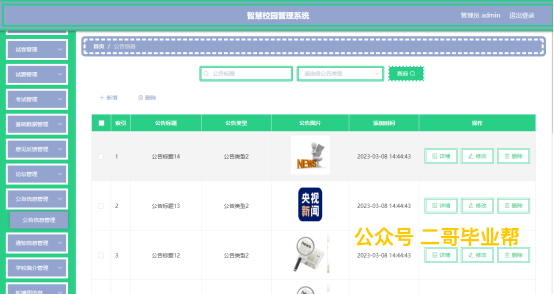 智慧校园管理系统
管理员 admin
退出登录
试卷管理
试题管理
考试管理
基础数据管理
意见反馈管理
论坛管理
公告信息管理
公告信息管理
通知信息管理
学校简介管理
轮播图信息
首页 / 公告信息
公告标题
请选择公告类型
查询
+ 新增
删除
索引 公告标题 公告类型 公告图片 添加时间 操作
1 公告标题14 公告类型2 NEWS 2023-03-08 14:44:43 详情 修改 删除
2 公告标题13 公告类型2 央视新闻 2023-03-08 14:44:43 详情 修改 删除
3 公告标题12 公告类型2 2023-03-08 14:44:43 详情 修改 删除
公众号 二哥毕业帮